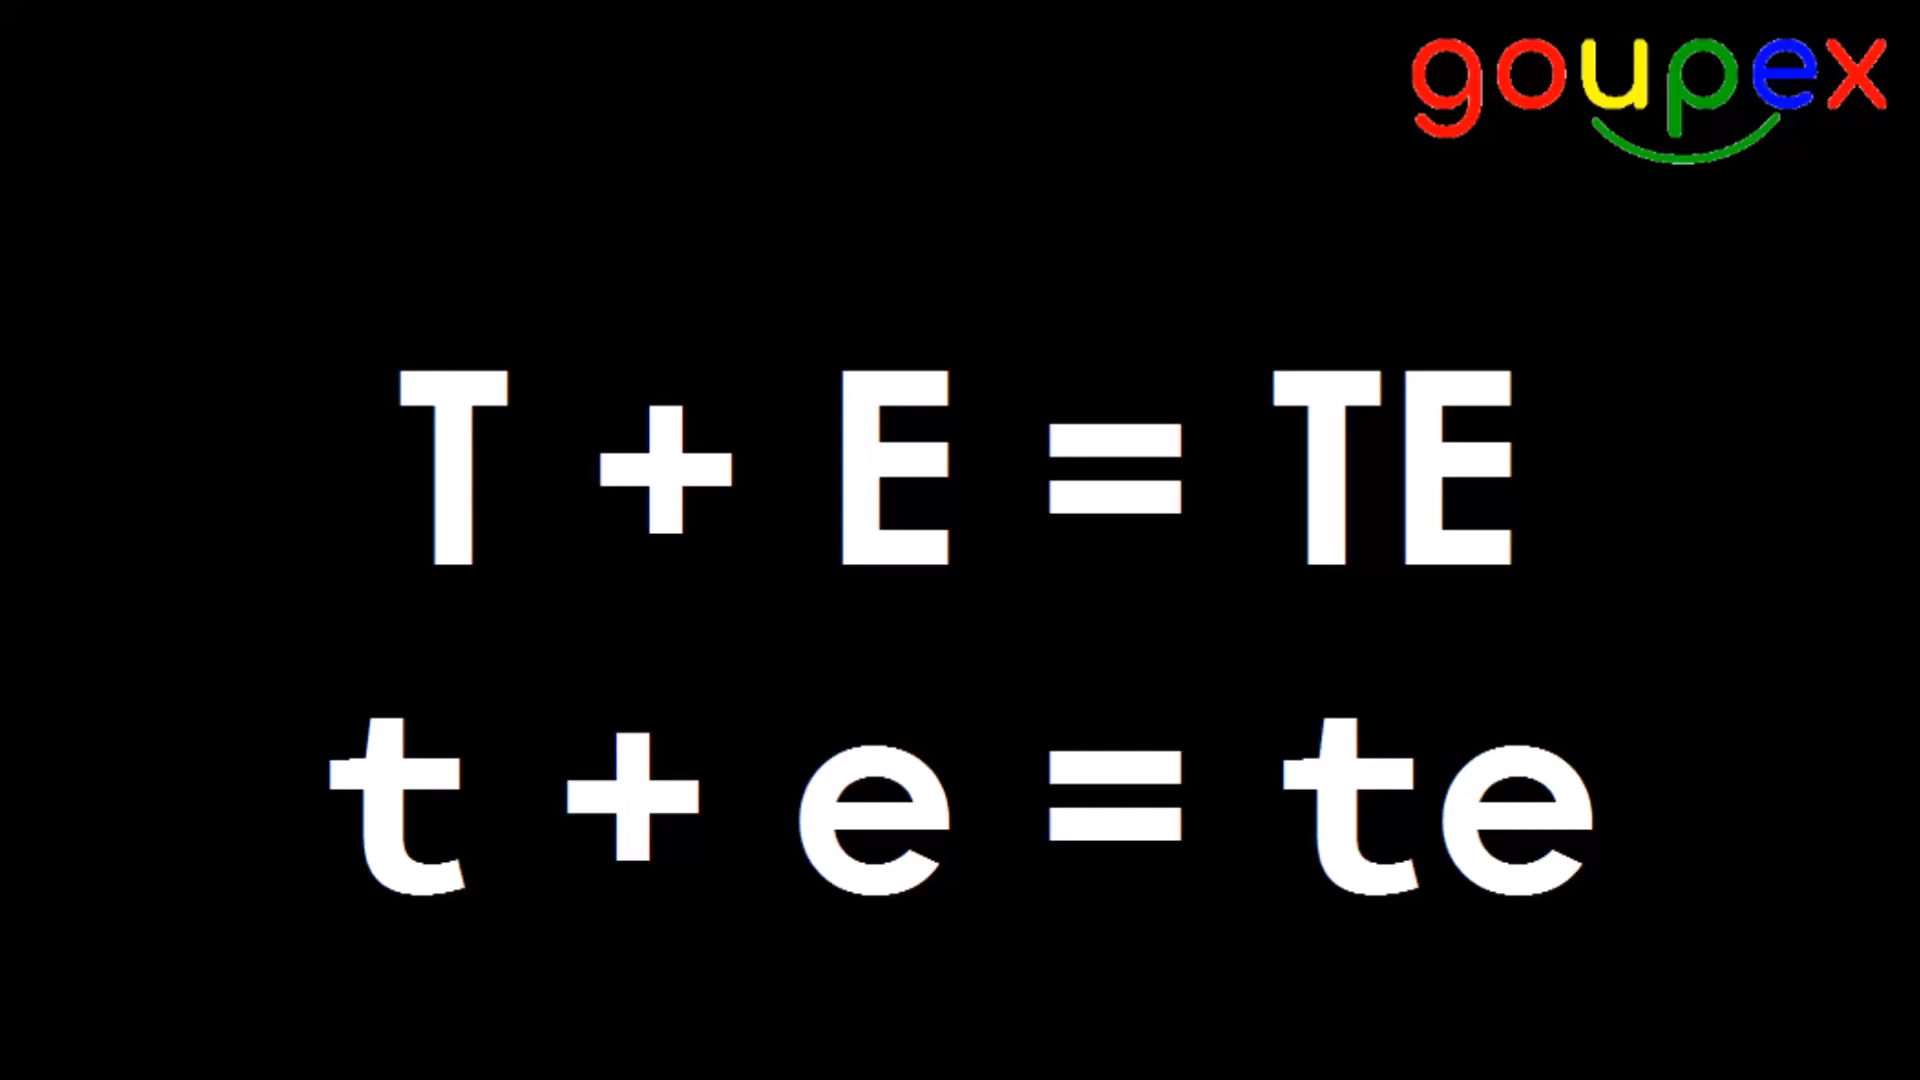 goupex
T + E = TE
t + e = te